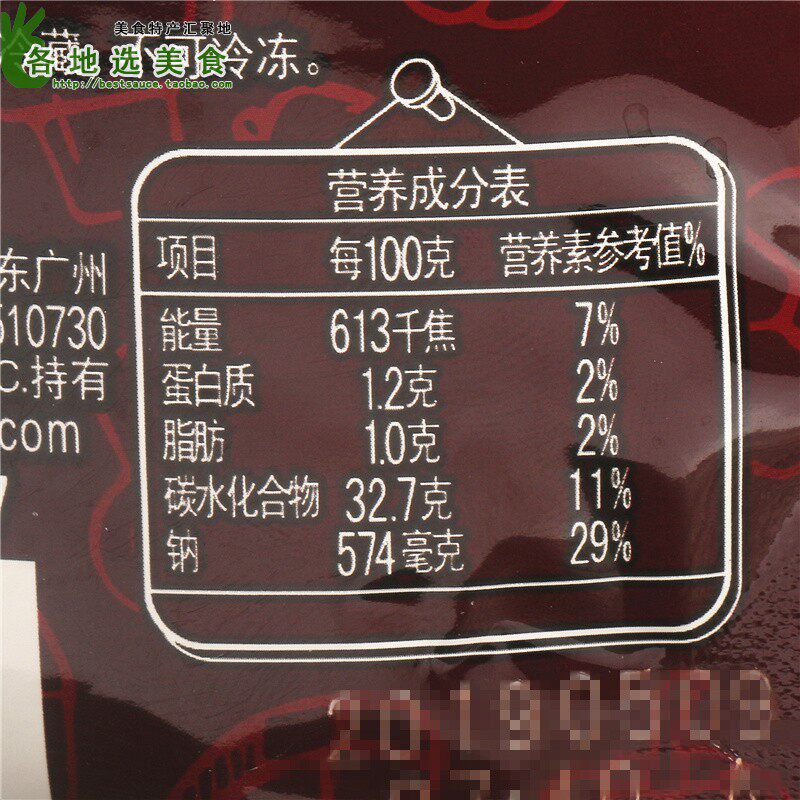 美食特产汇聚地
各地选美食
http://bestsauce.taobao.com
不可冷冻。
营养成分表
项目 每100克 营养素参考值%
能量 613千焦 7%
蛋白质 1.2克 2%
脂肪 1.0克 2%
碳水化合物 32.7克 11%
钠 574毫克 29%
东广州
510730
C.持有
com